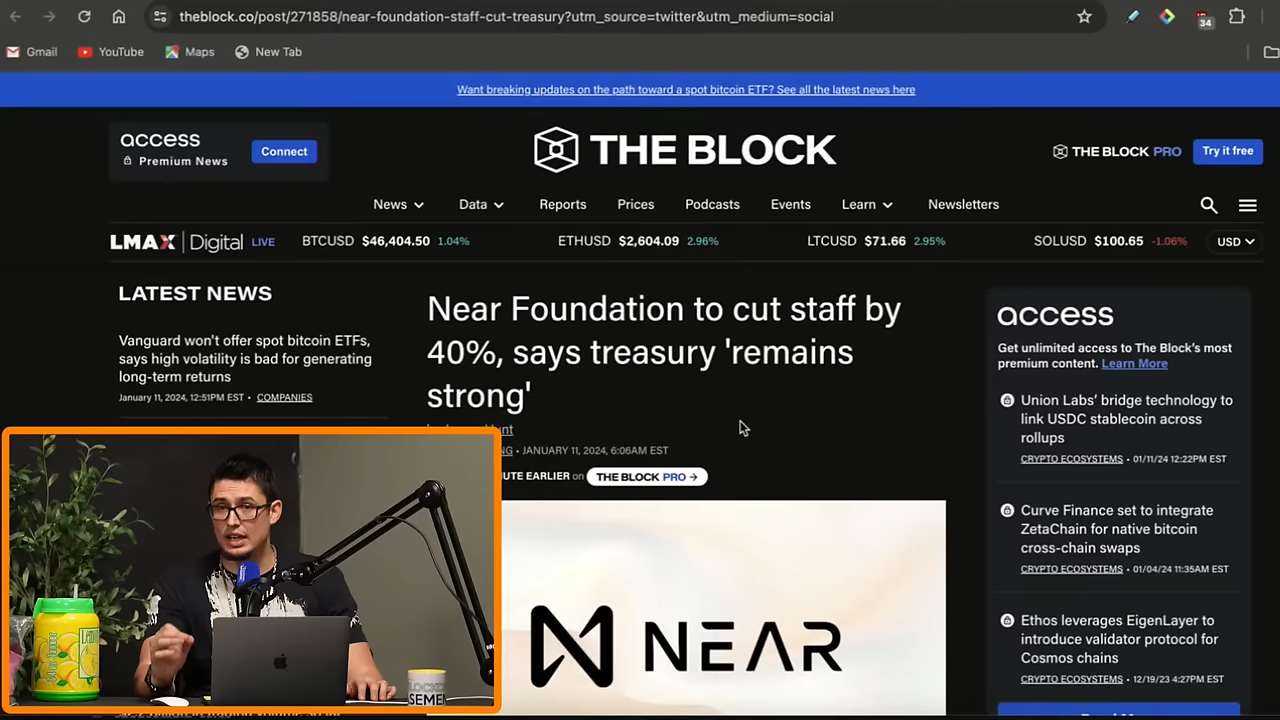 theblock.co/post/271858/near-foundation-staff-cut-treasury?utm_source=twitter&utm_medium=social
34
Gmail
YouTube
Maps
New Tab
Want breaking updates on the path toward a spot bitcoin ETF? See all the latest news here
access
Premium News
Connect
THE BLOCK
THE BLOCK PRO
Try it free
News
Data
Reports
Prices
Podcasts
Events
Learn
Newsletters
LMAX Digital LIVE
BTCUSD $46,404.50 1.04%
ETHUSD $2,604.09 2.96%
LTCUSD $71.66 2.95%
SOLUSD $100.65 -1.06%
USD
LATEST NEWS
Vanguard won't offer spot bitcoin ETFs,
says high volatility is bad for generating
long-term returns
January 11, 2024, 12:51PM EST • COMPANIES
Near Foundation to cut staff by
40%, says treasury 'remains
strong'
• JANUARY 11, 2024, 6:06AM EST
EARLIER on
THE BLOCK PRO →
NEAR
access
Get unlimited access to The Block's most
premium content. Learn More
Union Labs' bridge technology to
link USDC stablecoin across
rollups
CRYPTO ECOSYSTEMS • 01/11/24 12:22PM EST
Curve Finance set to integrate
ZetaChain for native bitcoin
cross-chain swaps
CRYPTO ECOSYSTEMS • 01/04/24 11:35AM EST
Ethos leverages EigenLayer to
introduce validator protocol for
Cosmos chains
CRYPTO ECOSYSTEMS • 12/19/23 4:27PM EST